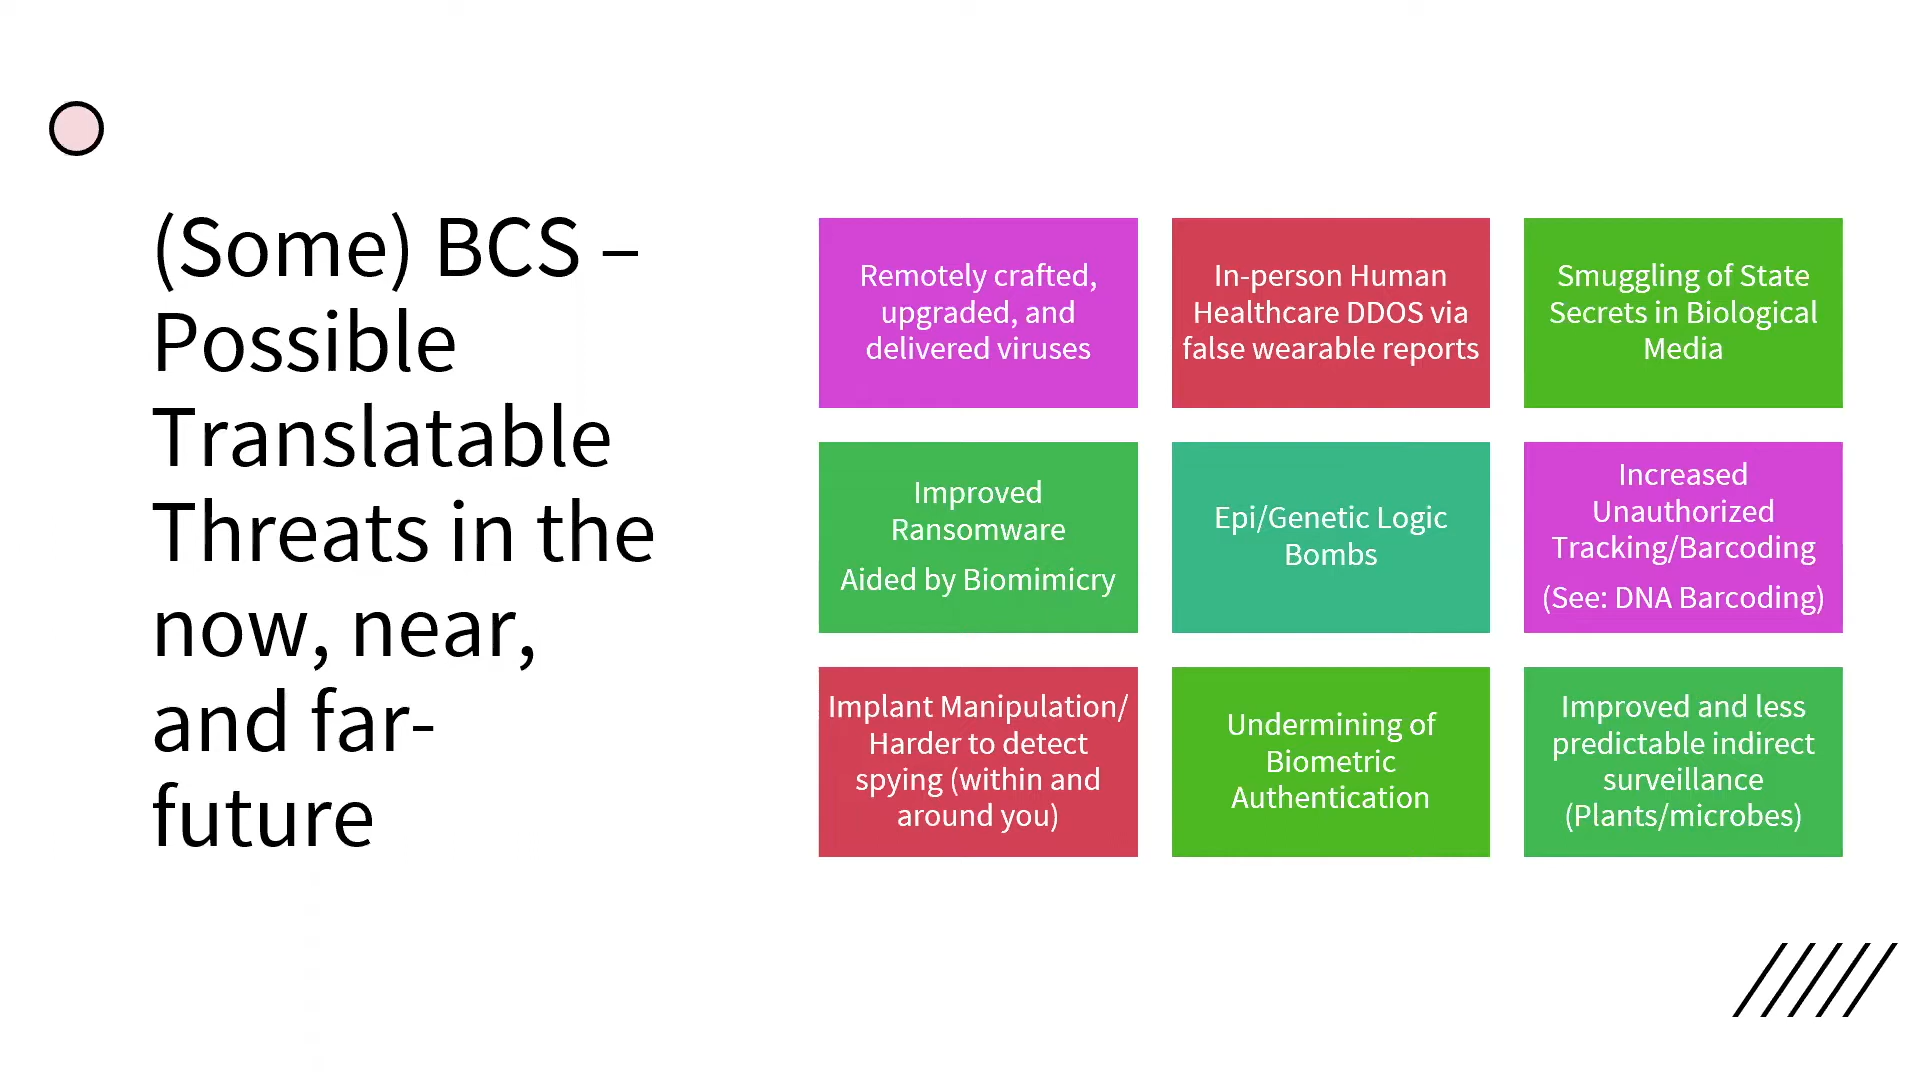 (Some) BCS –
Possible
Translatable
Threats in the
now, near,
and far-
future
Remotely crafted,
upgraded, and
delivered viruses
In-person Human
Healthcare DDOS via
false wearable reports
Smuggling of State
Secrets in Biological
Media
Improved
Ransomware
Aided by Biomimicry
Epi/Genetic Logic
Bombs
Increased
Unauthorized
Tracking/Barcoding
(See: DNA Barcoding)
Implant Manipulation/
Harder to detect
spying (within and
around you)
Undermining of
Biometric
Authentication
Improved and less
predictable indirect
surveillance
(Plants/microbes)